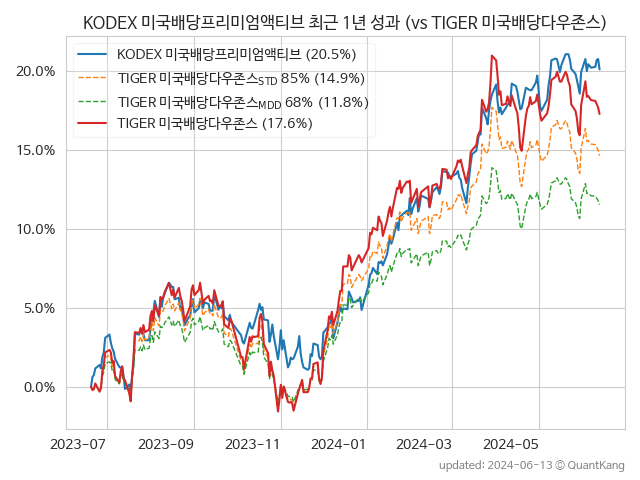 KODEX 미국배당프리미엄액티브 최근 1년 성과 (vs TIGER 미국배당다우존스)
KODEX 미국배당프리미엄액티브 (20.5%)
TIGER 미국배당다우존스STD 85% (14.9%)
TIGER 미국배당다우존스MDD 68% (11.8%)
TIGER 미국배당다우존스 (17.6%)
20.0%
15.0%
10.0%
5.0%
0.0%
2023-07 2023-09 2023-11 2024-01 2024-03 2024-05
updated: 2024-06-13 ⓒ QuantKang